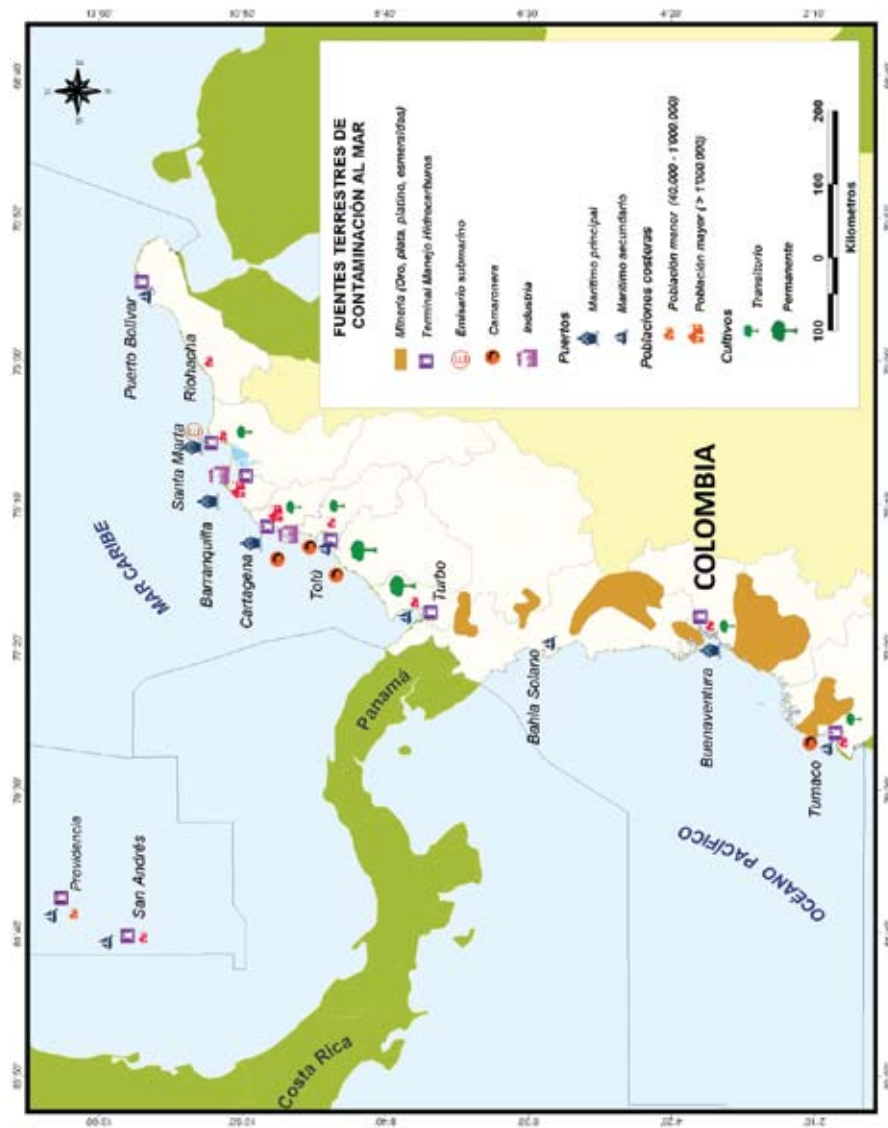 MAR CARIBE
OCÉANO PACÍFICO
Providencia
San Andrés
Costa Rica
Panamá
COLOMBIA
Puerto Bolívar
Riohacha
Santa Marta
Barranquilla
Cartagena
Tolú
Turbo
Bahía Solano
Buenaventura
Tumaco
FUENTES TERRESTRES DE
CONTAMINACIÓN AL MAR
Minería (Oro, plata, platino, esmeraldas)
Terminal Manejo Hidrocarburos
E Emisario submarino
Camaronera
Industria
Puertos
Marítimo principal
Marítimo secundario
Poblaciones costeras
Población menor (40.000 - 1'000.000)
Población mayor ( > 1'000.000)
Cultivos
Transitorio
Permanente
100 0 100 200
Kilometros